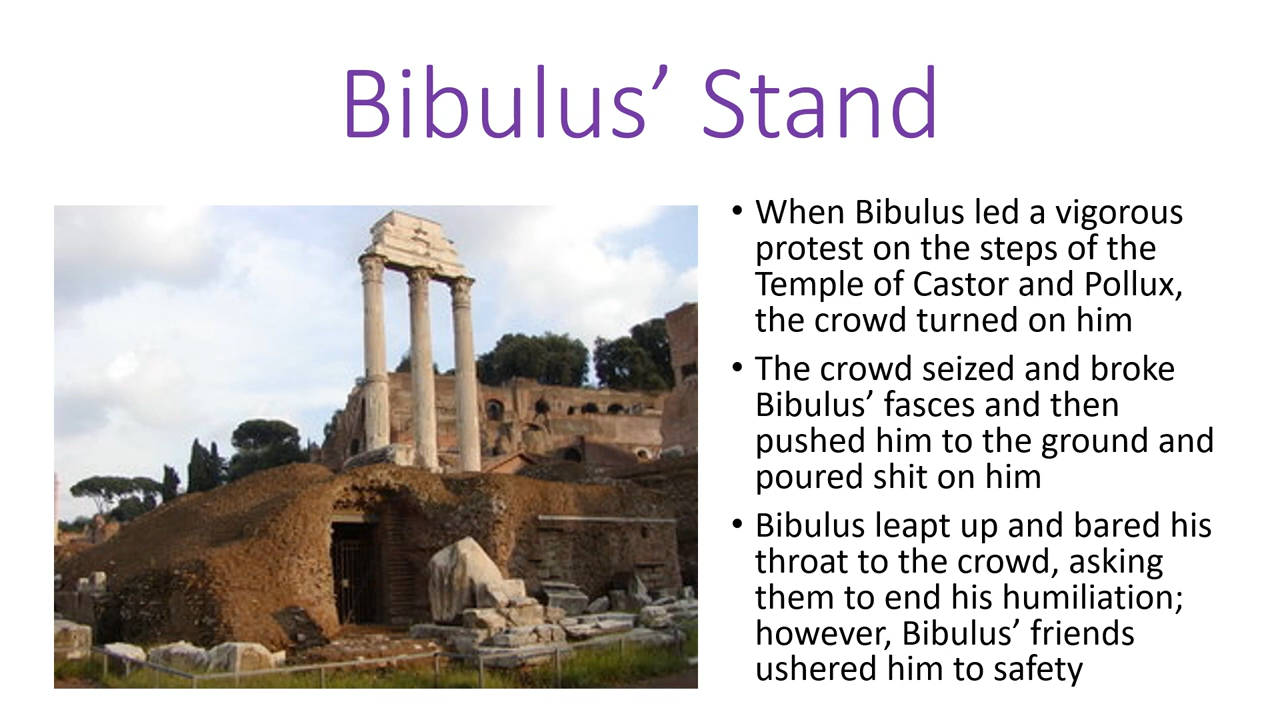 Bibulus’ Stand
• When Bibulus led a vigorous
protest on the steps of the
Temple of Castor and Pollux,
the crowd turned on him
• The crowd seized and broke
Bibulus’ fasces and then
pushed him to the ground and
poured shit on him
• Bibulus leapt up and bared his
throat to the crowd, asking
them to end his humiliation;
however, Bibulus’ friends
ushered him to safety